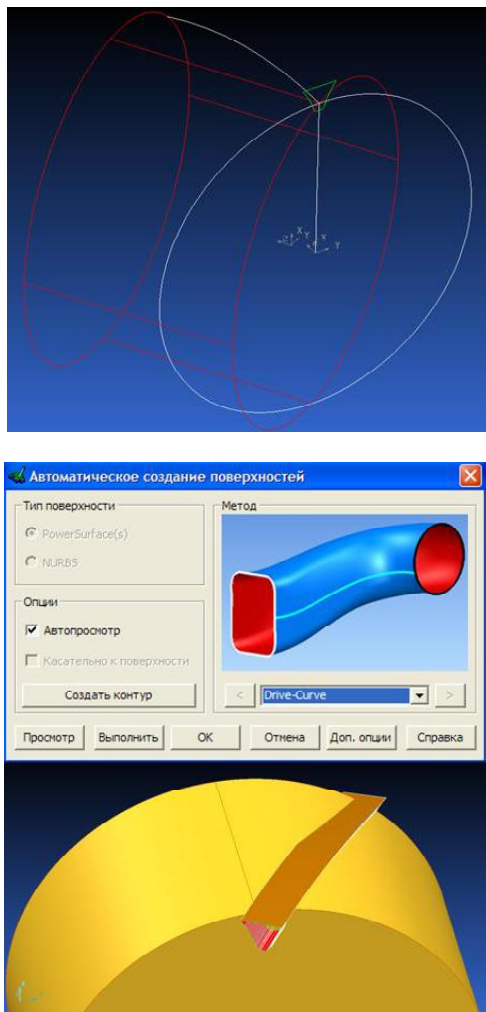 X
Y
X
Y
Автоматическое создание поверхностей
Тип поверхности
PowerSurface(s)
NURBS
Опции
Автопросмотр
Касательно к поверхности
Создать контур
Метод
< Drive-Curve >
Просмотр Выполнить OK Отмена Доп. опции Справка